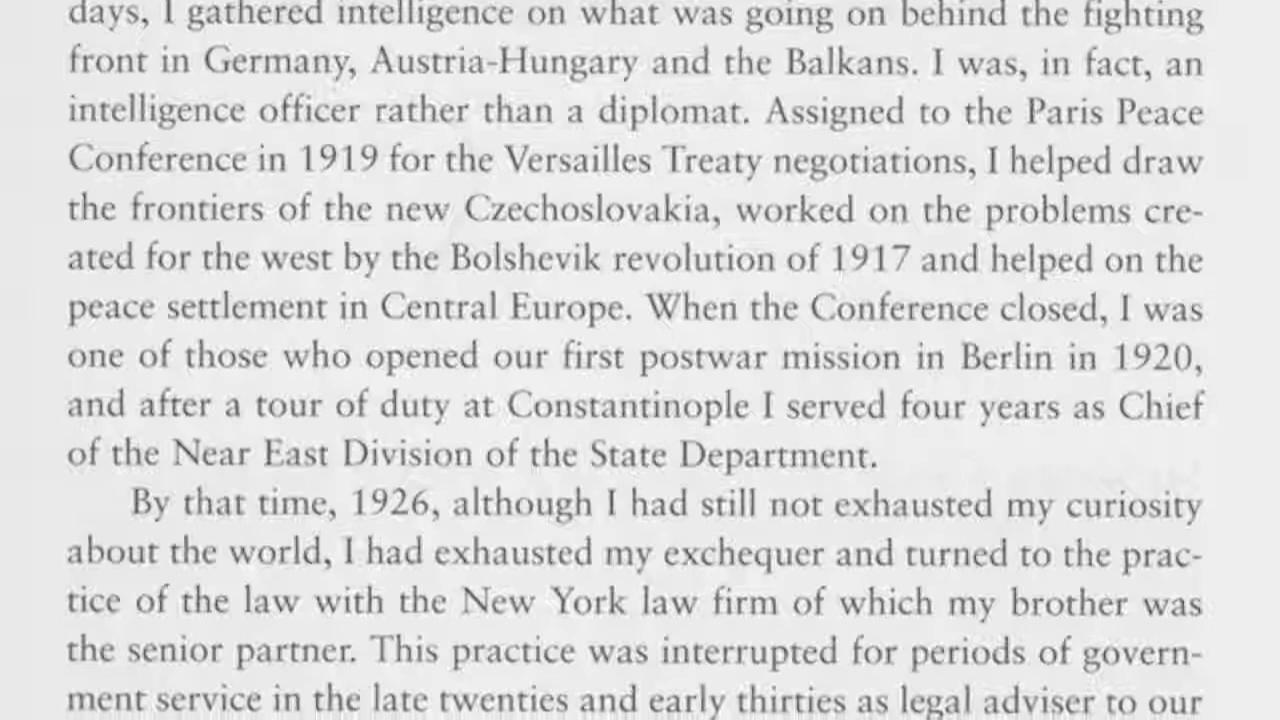 days, I gathered intelligence on what was going on behind the fighting
front in Germany, Austria-Hungary and the Balkans. I was, in fact, an
intelligence officer rather than a diplomat. Assigned to the Paris Peace
Conference in 1919 for the Versailles Treaty negotiations, I helped draw
the frontiers of the new Czechoslovakia, worked on the problems cre-
ated for the west by the Bolshevik revolution of 1917 and helped on the
peace settlement in Central Europe. When the Conference closed, I was
one of those who opened our first postwar mission in Berlin in 1920,
and after a tour of duty at Constantinople I served four years as Chief
of the Near East Division of the State Department.
By that time, 1926, although I had still not exhausted my curiosity
about the world, I had exhausted my exchequer and turned to the prac-
tice of the law with the New York law firm of which my brother was
the senior partner. This practice was interrupted for periods of govern-
ment service in the late twenties and early thirties as legal adviser to our